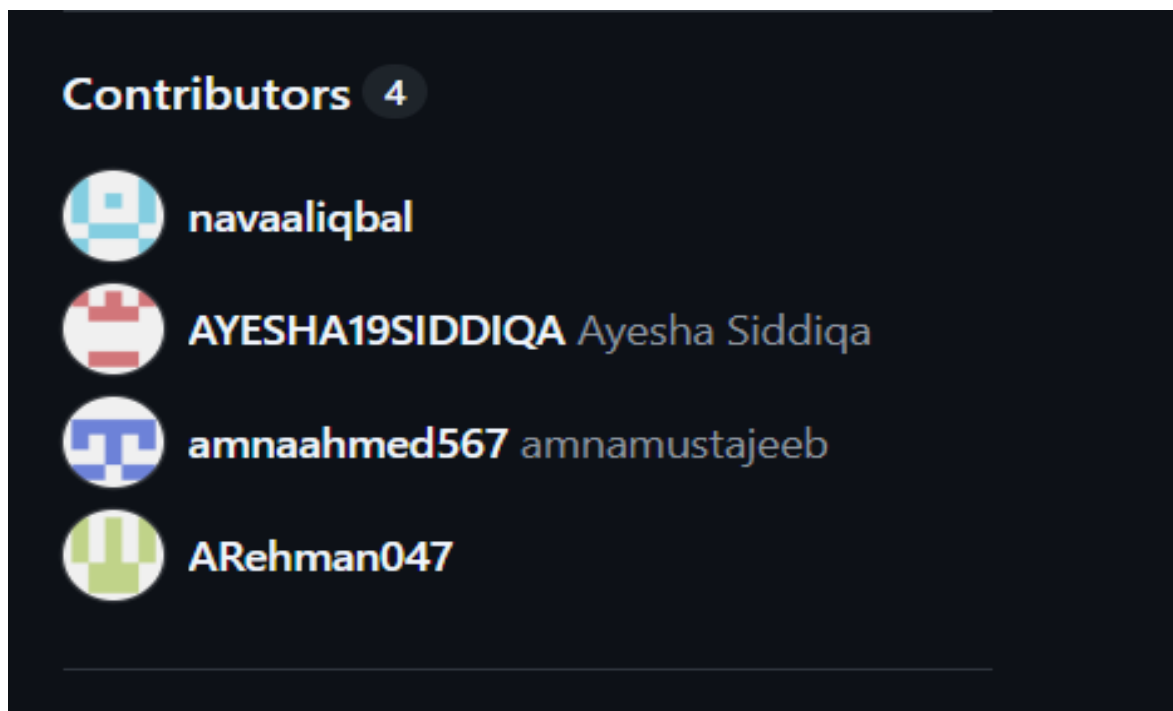 Contributors 4
navaaliqbal
AYESHA19SIDDIQA Ayesha Siddiqa
amnaahmed567 amnamustajeeb
ARehman047